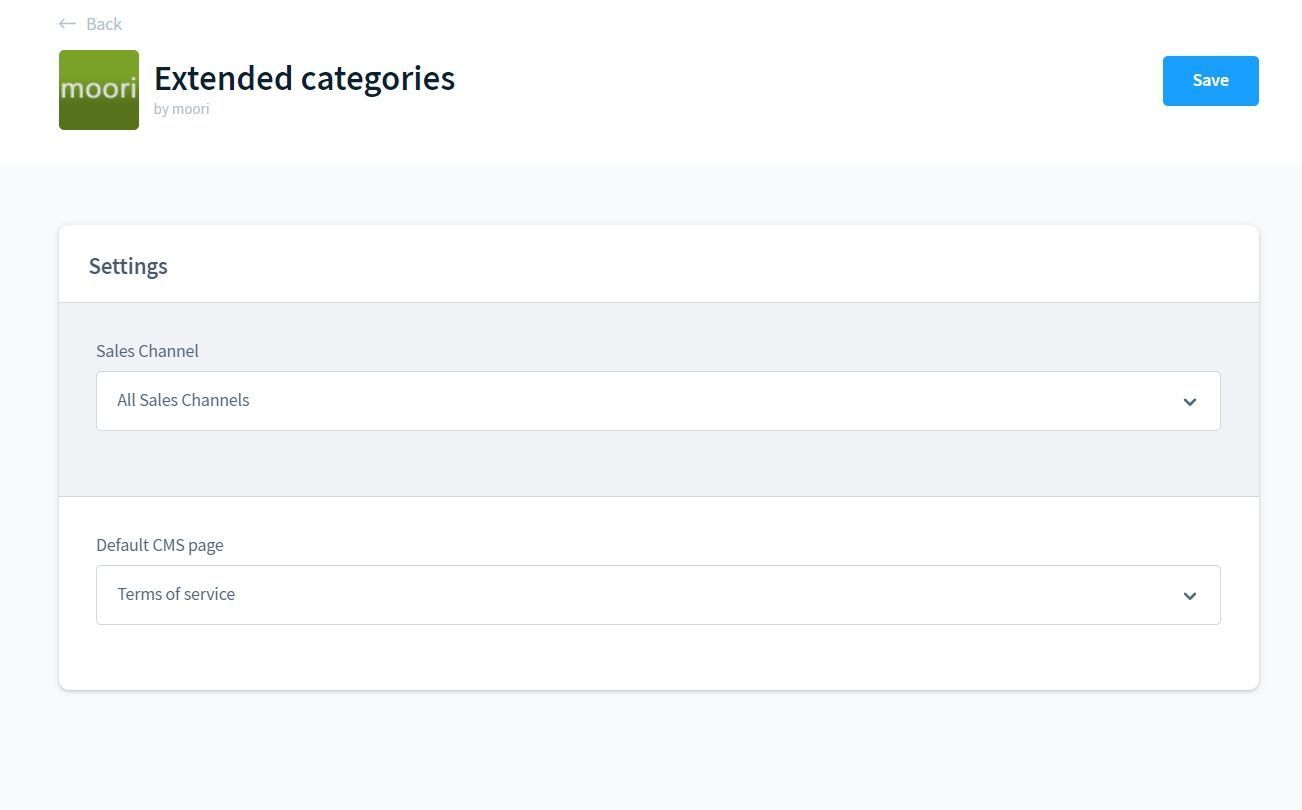 Back
moori
Extended categories
by moori
Save
Settings
Sales Channel
All Sales Channels
Default CMS page
Terms of service